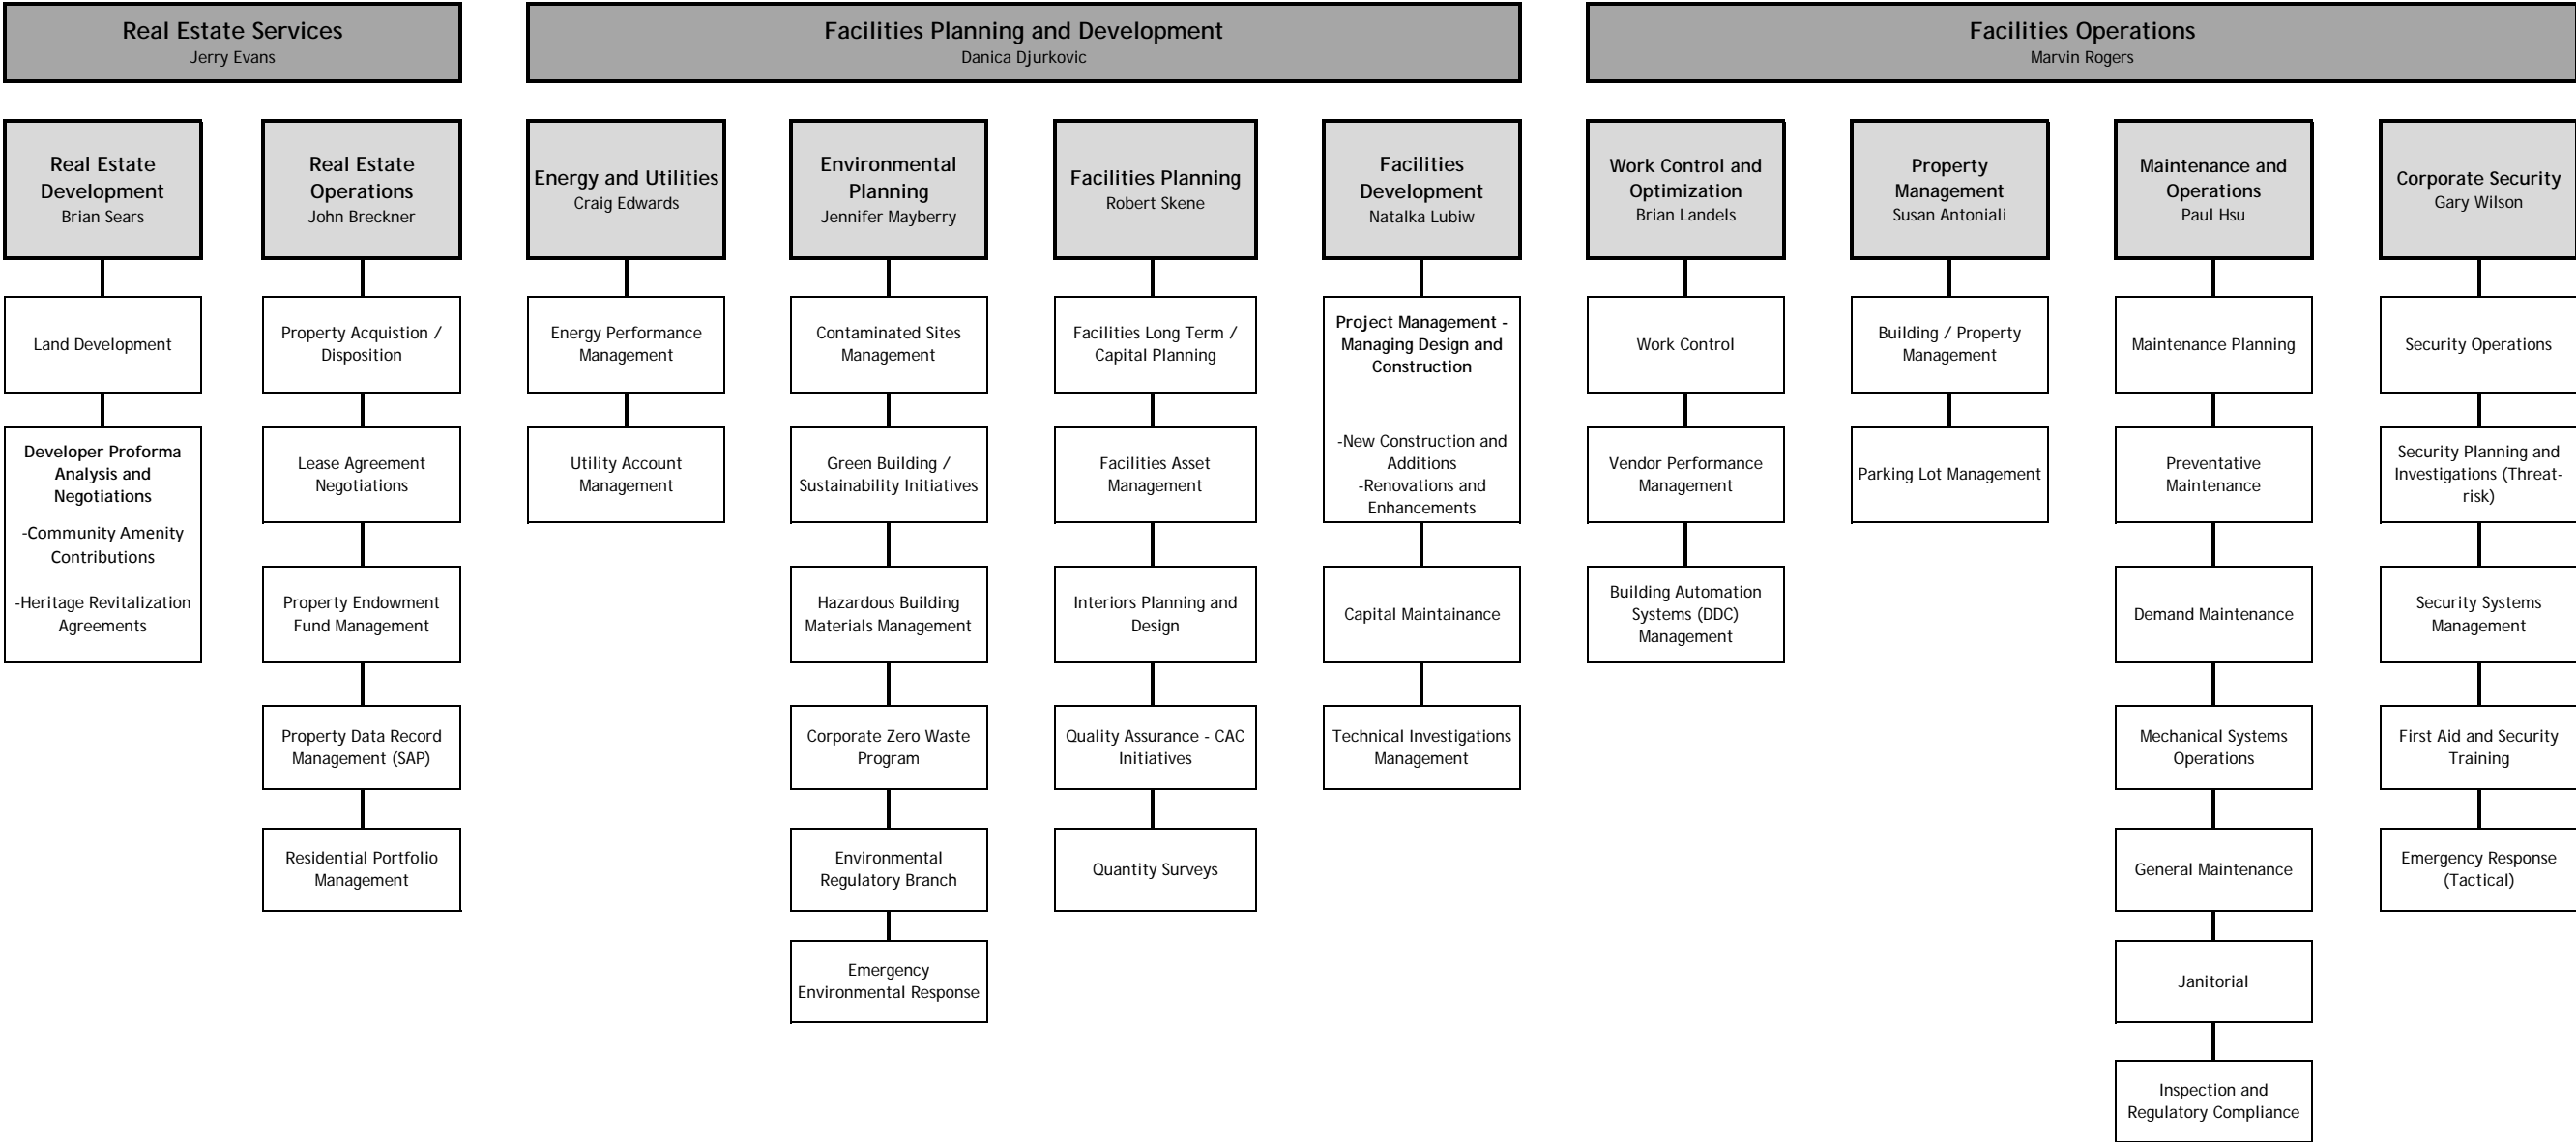 Real Estate Services
Jerry Evans
Facilities Planning and Development
Danica Djurkovic
Facilities Operations
Marvin Rogers
Real Estate
Development
Brian Sears
Real Estate
Operations
John Breckner
Energy and Utilities
Craig Edwards
Environmental
Planning
Jennifer Mayberry
Facilities Planning
Robert Skene
Facilities
Development
Natalka Lubiw
Work Control and
Optimization
Brian Landels
Property
Management
Susan Antoniali
Maintenance and
Operations
Paul Hsu
Corporate Security
Gary Wilson
Land Development
Property Acquistion /
Disposition
Energy Performance
Management
Contaminated Sites
Management
Facilities Long Term /
Capital Planning
Project Management -
Managing Design and
Construction
-New Construction and
Additions
-Renovations and
Enhancements
Work Control
Building / Property
Management
Maintenance Planning
Security Operations
Developer Proforma
Analysis and
Negotiations
-Community Amenity
Contributions
-Heritage Revitalization
Agreements
Lease Agreement
Negotiations
Utility Account
Management
Green Building /
Sustainability Initiatives
Facilities Asset
Management
Vendor Performance
Management
Parking Lot Management
Preventative
Maintenance
Security Planning and
Investigations (Threat-
risk)
Property Endowment
Fund Management
Hazardous Building
Materials Management
Interiors Planning and
Design
Capital Maintainance
Building Automation
Systems (DDC)
Management
Demand Maintenance
Security Systems
Management
Property Data Record
Management (SAP)
Corporate Zero Waste
Program
Quality Assurance - CAC
Initiatives
Technical Investigations
Management
Mechanical Systems
Operations
First Aid and Security
Training
Residential Portfolio
Management
Environmental
Regulatory Branch
Quantity Surveys
General Maintenance
Emergency Response
(Tactical)
Emergency
Environmental Response
Janitorial
Inspection and
Regulatory Compliance